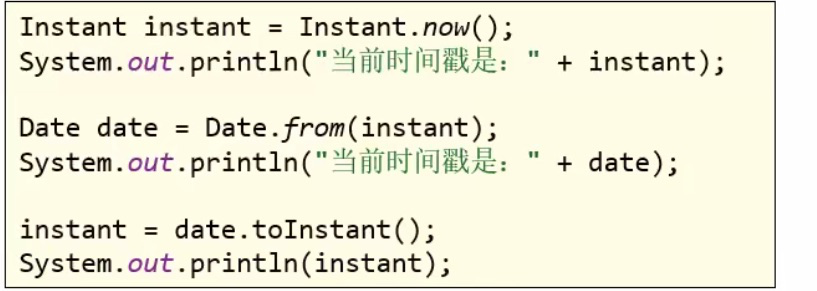 Instant instant = Instant.now();
System.out.println("当前时间戳是：" + instant);
Date date = Date.from(instant);
System.out.println("当前时间戳是：" + date);
instant = date.toInstant();
System.out.println(instant);